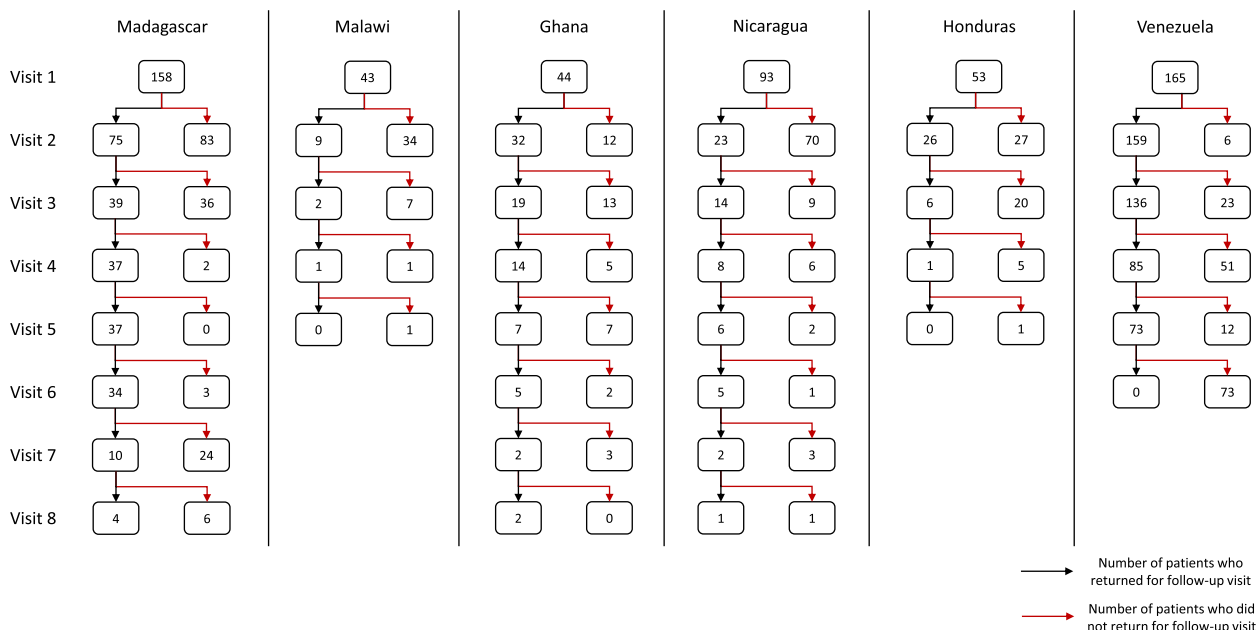 Madagascar Malawi Ghana Nicaragua Honduras Venezuela
Visit 1 158 43 44 93 53 165
Visit 2 75 83 9 34 32 12 23 70 26 27 159 6
Visit 3 39 36 2 7 19 13 14 9 6 20 136 23
Visit 4 37 2 1 1 14 5 8 6 1 5 85 51
Visit 5 37 0 0 1 7 7 6 2 0 1 73 12
Visit 6 34 3 5 2 5 1 0 73
Visit 7 10 24 2 3 2 3
Visit 8 4 6 2 0 1 1
Number of patients who
returned for follow-up visit
Number of patients who did
not return for follow-up visit